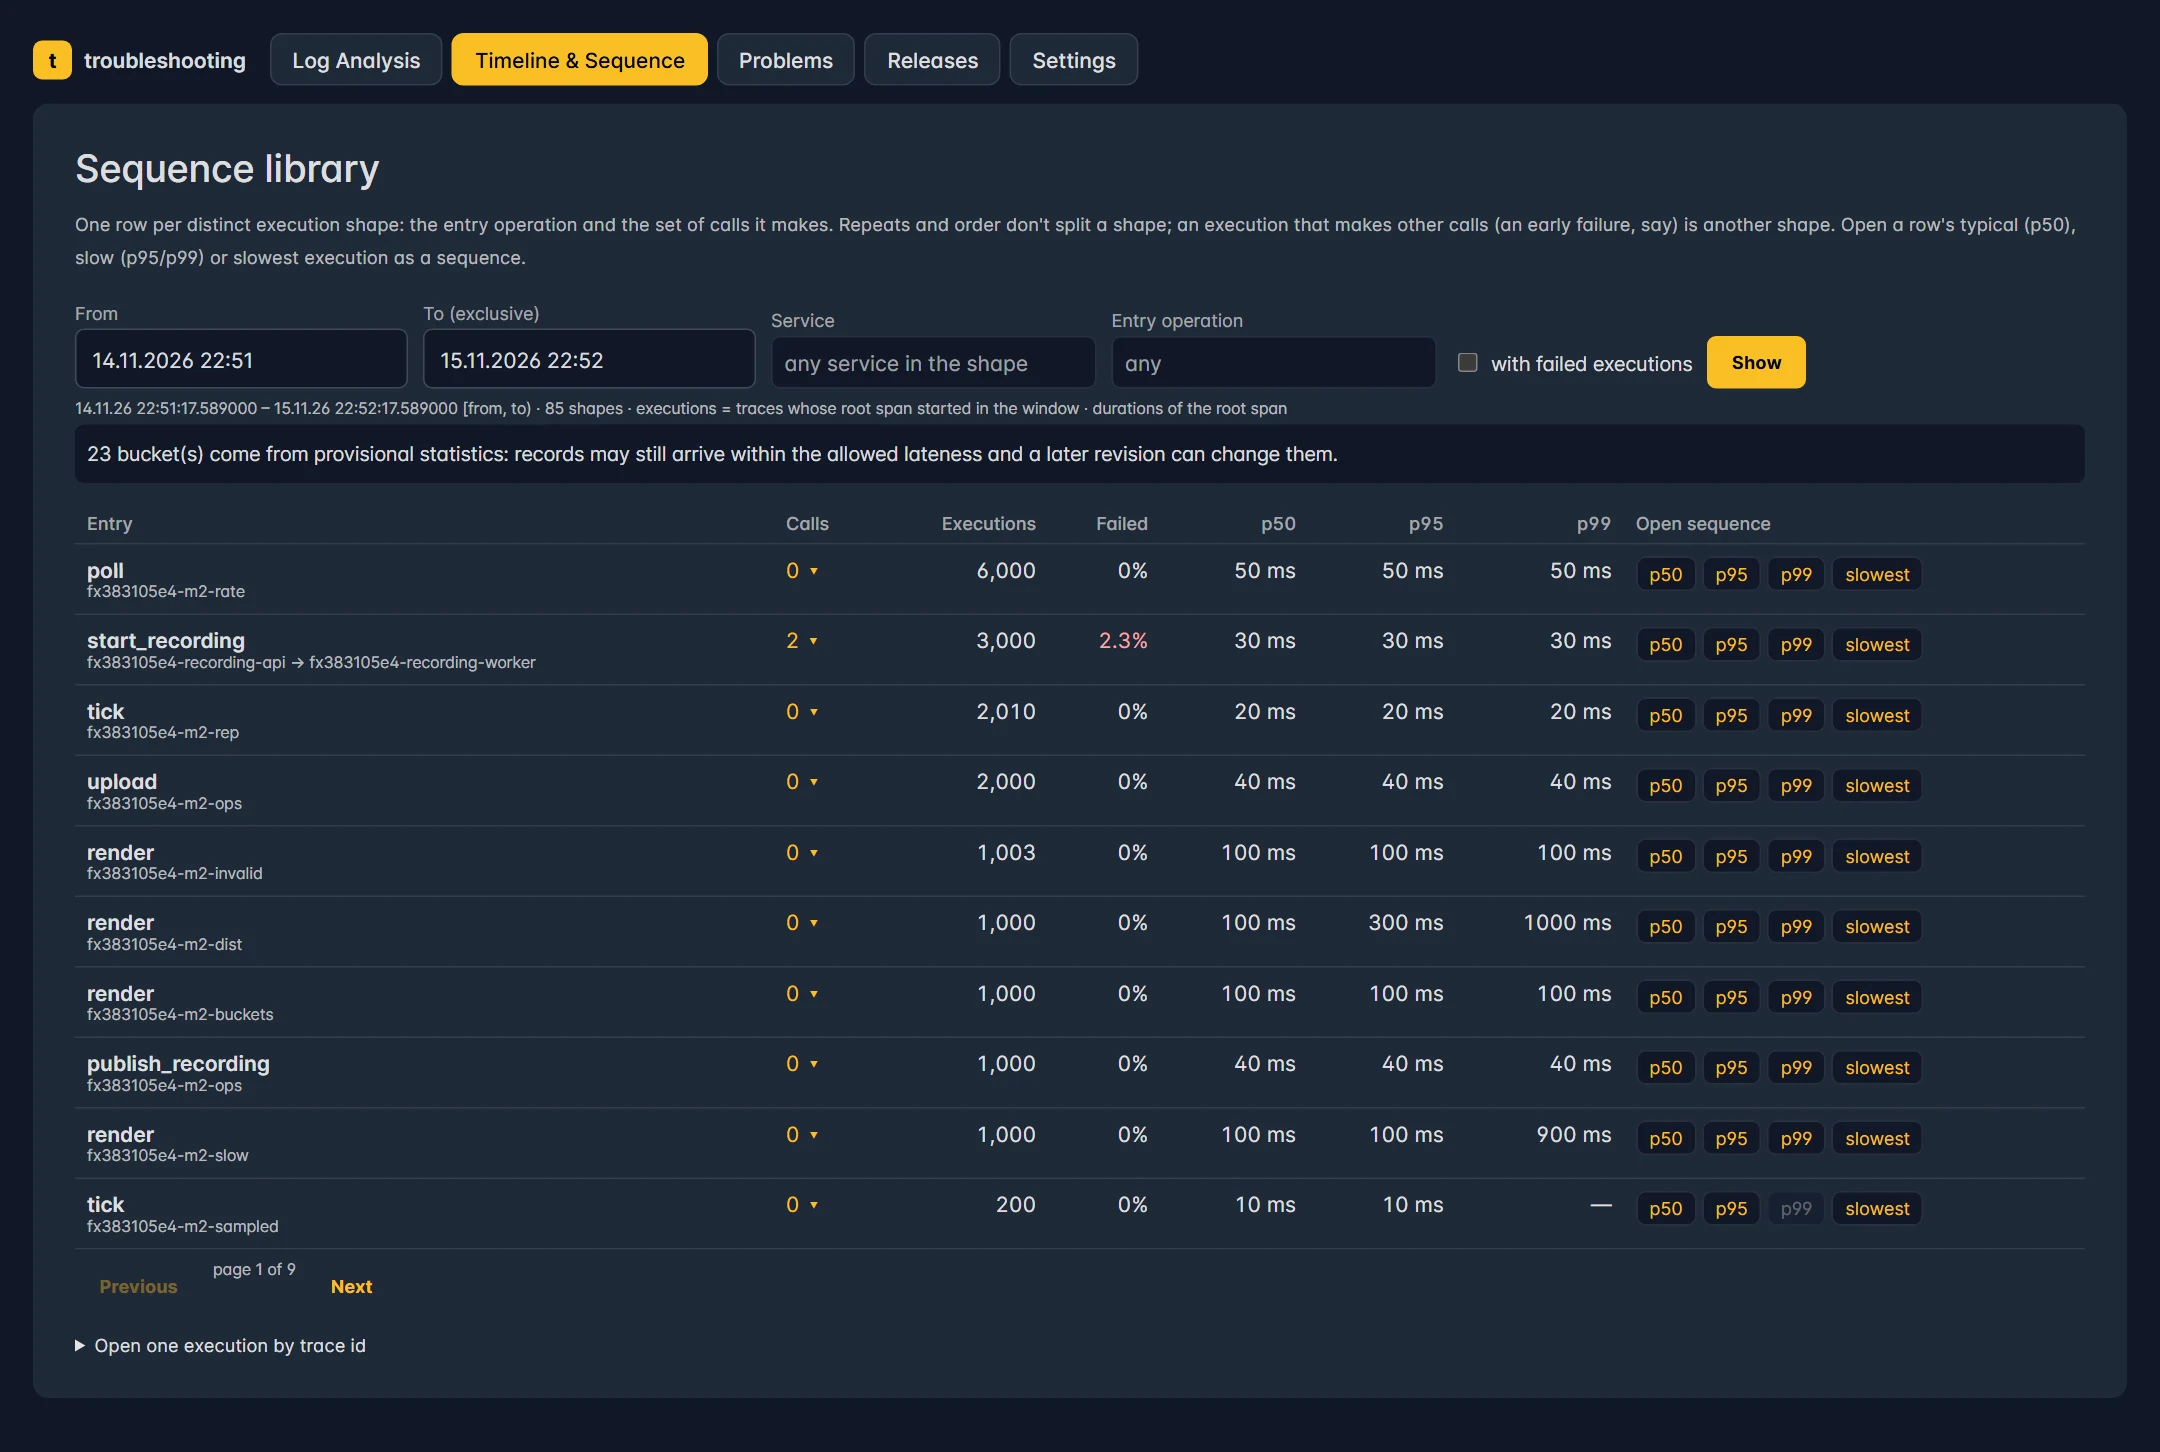 t troubleshooting Log Analysis Timeline & Sequence Problems Releases Settings
Sequence library
One row per distinct execution shape: the entry operation and the set of calls it makes. Repeats and order don't split a shape; an execution that makes other calls (an early failure, say) is another shape. Open a row's typical (p50),
slow (p95/p99) or slowest execution as a sequence.
From To (exclusive) Service Entry operation
14.11.2026 22:51 15.11.2026 22:52 any service in the shape any with failed executions Show
14.11.26 22:51:17.589000 – 15.11.26 22:52:17.589000 [from, to) · 85 shapes · executions = traces whose root span started in the window · durations of the root span
23 bucket(s) come from provisional statistics: records may still arrive within the allowed lateness and a later revision can change them.
Entry Calls Executions Failed p50 p95 p99 Open sequence
poll 0 ▾ 6,000 0% 50 ms 50 ms 50 ms p50 p95 p99 slowest
fx383105e4-m2-rate
start_recording 2 ▾ 3,000 2.3% 30 ms 30 ms 30 ms p50 p95 p99 slowest
fx383105e4-recording-api → fx383105e4-recording-worker
tick 0 ▾ 2,010 0% 20 ms 20 ms 20 ms p50 p95 p99 slowest
fx383105e4-m2-rep
upload 0 ▾ 2,000 0% 40 ms 40 ms 40 ms p50 p95 p99 slowest
fx383105e4-m2-ops
render 0 ▾ 1,003 0% 100 ms 100 ms 100 ms p50 p95 p99 slowest
fx383105e4-m2-invalid
render 0 ▾ 1,000 0% 100 ms 300 ms 1000 ms p50 p95 p99 slowest
fx383105e4-m2-dist
render 0 ▾ 1,000 0% 100 ms 100 ms 100 ms p50 p95 p99 slowest
fx383105e4-m2-buckets
publish_recording 0 ▾ 1,000 0% 40 ms 40 ms 40 ms p50 p95 p99 slowest
fx383105e4-m2-ops
render 0 ▾ 1,000 0% 100 ms 100 ms 900 ms p50 p95 p99 slowest
fx383105e4-m2-slow
tick 0 ▾ 200 0% 10 ms 10 ms — p50 p95 p99 slowest
fx383105e4-m2-sampled
Previous page 1 of 9 Next
▶ Open one execution by trace id